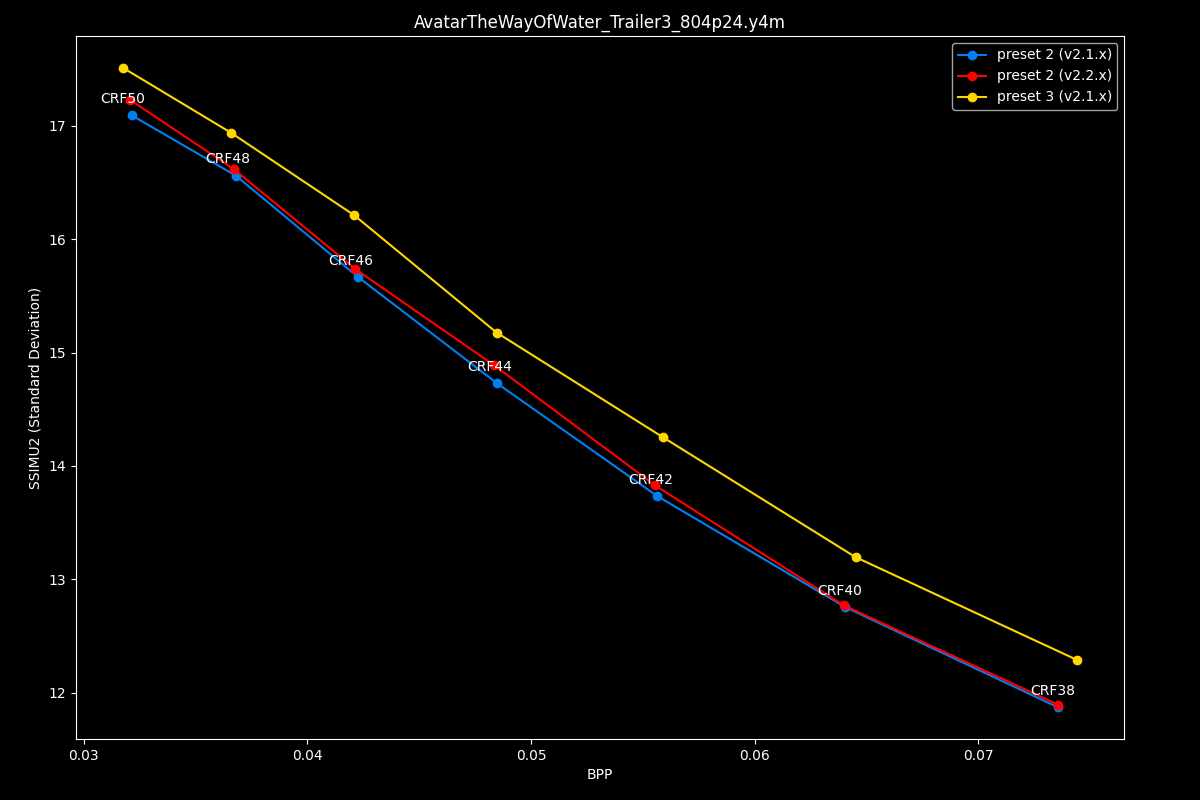 AvatarTheWayOfWater_Trailer3_804p24.y4m
preset 2 (v2.1.x)
preset 2 (v2.2.x)
preset 3 (v2.1.x)
CRF50
CRF48
CRF46
CRF44
CRF42
CRF40
CRF38
17
16
15
14
13
12
SSIMU2 (Standard Deviation)
0.03 0.04 0.05 0.06 0.07
BPP